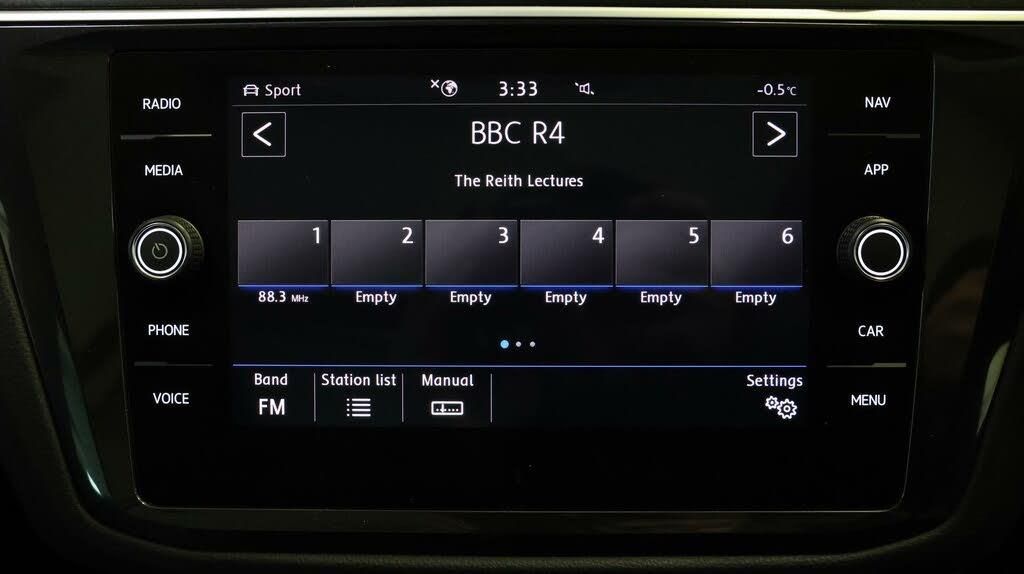 RADIO
MEDIA
PHONE
VOICE
Sport 3:33 -0.5°C
BBC R4
The Reith Lectures
1 2 3 4 5 6
88.3 MHz Empty Empty Empty Empty Empty
Band Station list Manual Settings
FM
NAV
APP
CAR
MENU